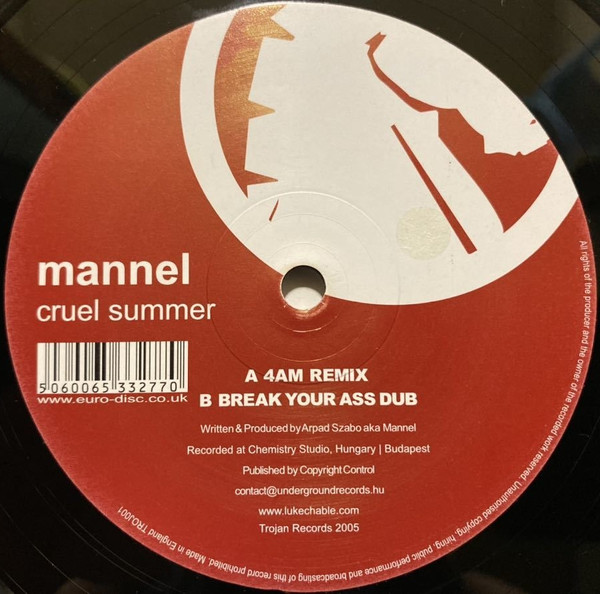 mannel
cruel summer
5 060065 332770
www.euro-disc.co.uk
A 4AM REMIX
B BREAK YOUR ASS DUB
Written & Produced by Arpad Szabo aka Mannel
Recorded at Chemistry Studio, Hungary | Budapest
Published by Copyright Control
contact@undergroundrecords.hu
www.lukechable.com
Trojan Records 2005
All rights of the producer and the owner of the recorded work reserved. Unauthorised copying, hiring, public performance and broadcasting of this record prohibited. Made in England TROJ001